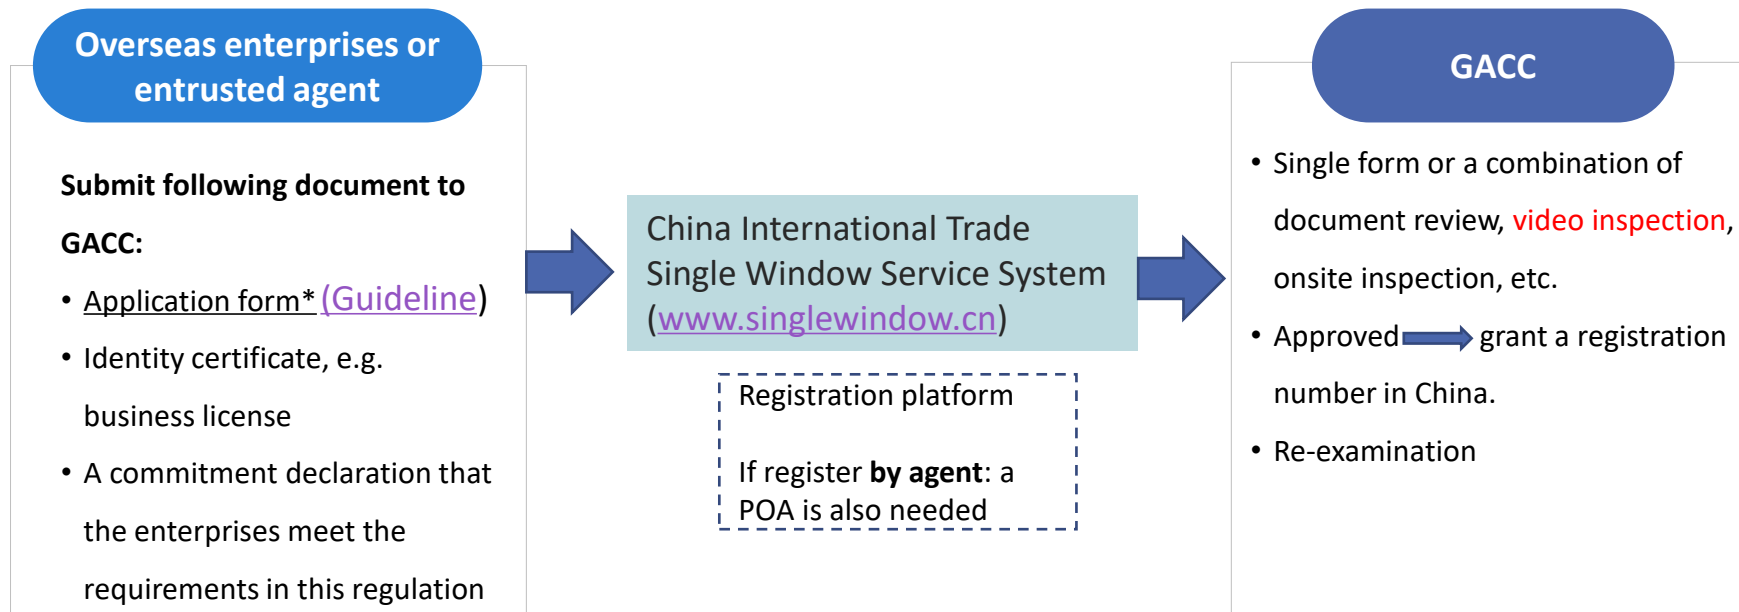 Overseas enterprises or
entrusted agent
Submit following document to
GACC:
• Application form* (Guideline)
• Identity certificate, e.g.
business license
• A commitment declaration that
the enterprises meet the
requirements in this regulation
China International Trade
Single Window Service System
(www.singlewindow.cn)
Registration platform
If register by agent: a
POA is also needed
GACC
• Single form or a combination of
document review, video inspection,
onsite inspection, etc.
• Approved grant a registration
number in China.
• Re-examination